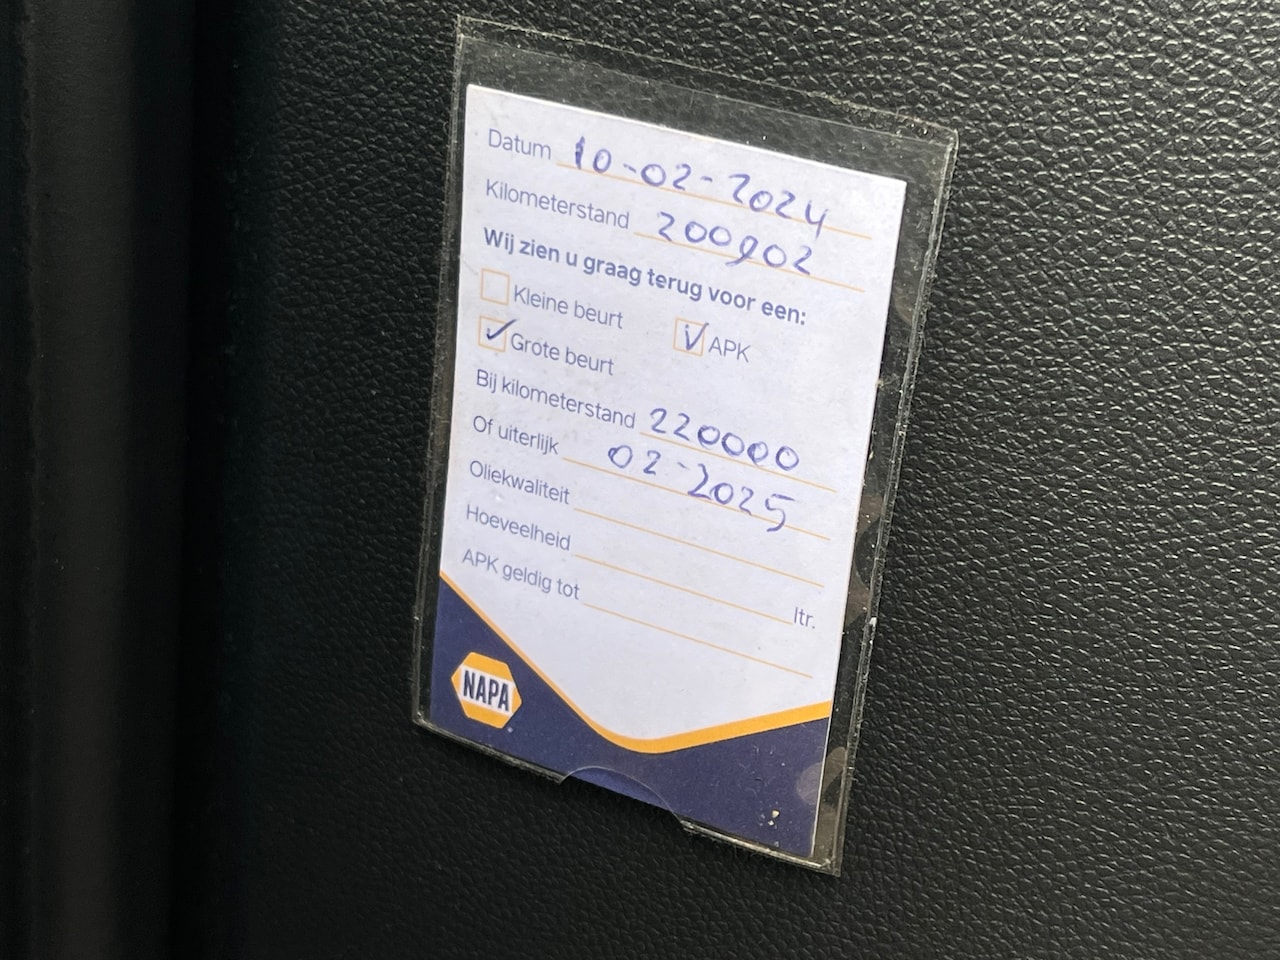 Datum 10-02-2024
Kilometerstand 200902
Wij zien u graag terug voor een:
Kleine beurt
APK
Grote beurt
Bij kilometerstand 220000
Of uiterlijk 02-2025
Oliekwaliteit
Hoeveelheid ltr.
APK geldig tot
NAPA